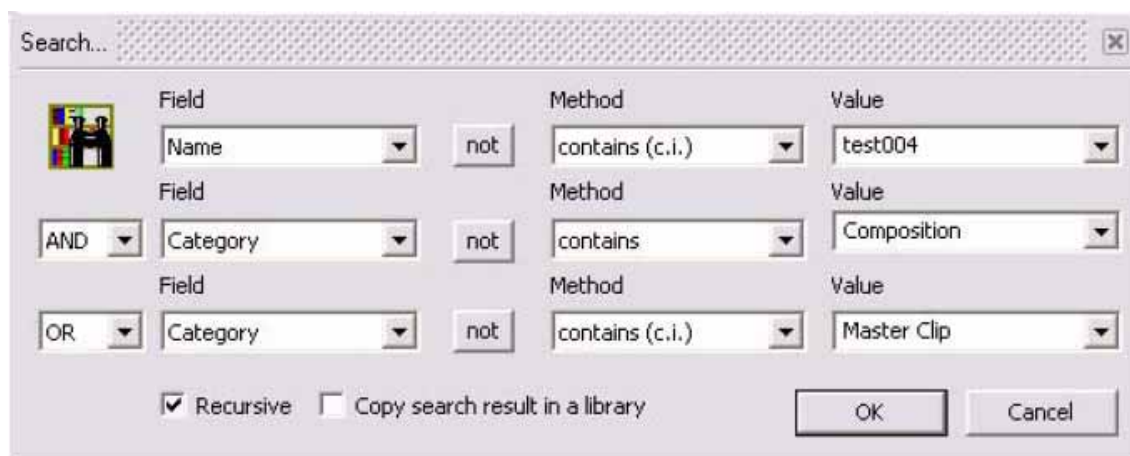 Search...
Field Method Value
Name not contains (c.i.) test004
Field Method Value
AND Category not contains Composition
Field Method Value
OR Category not contains (c.i.) Master Clip
Recursive Copy search result in a library OK Cancel